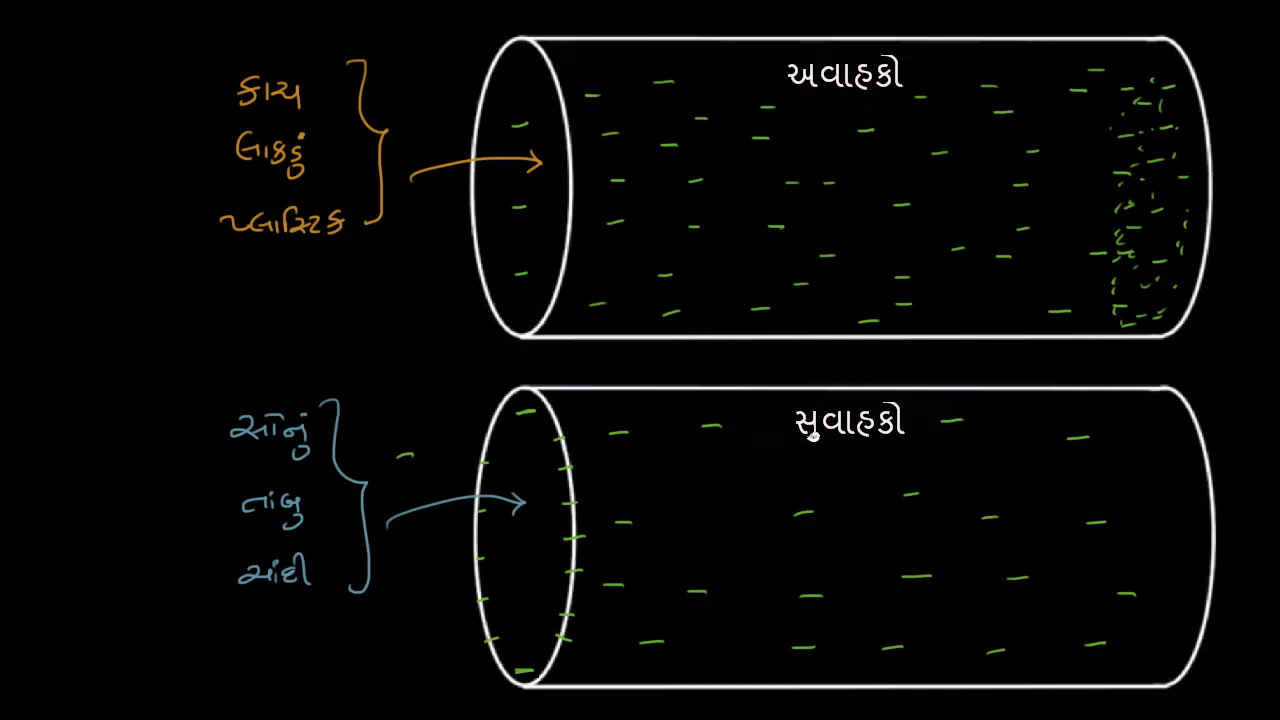 અવાહકો
કાચ
લાકડું
પ્લાસ્ટિક
સુવાહકો
સોનું
તાંબુ
ચાંદી